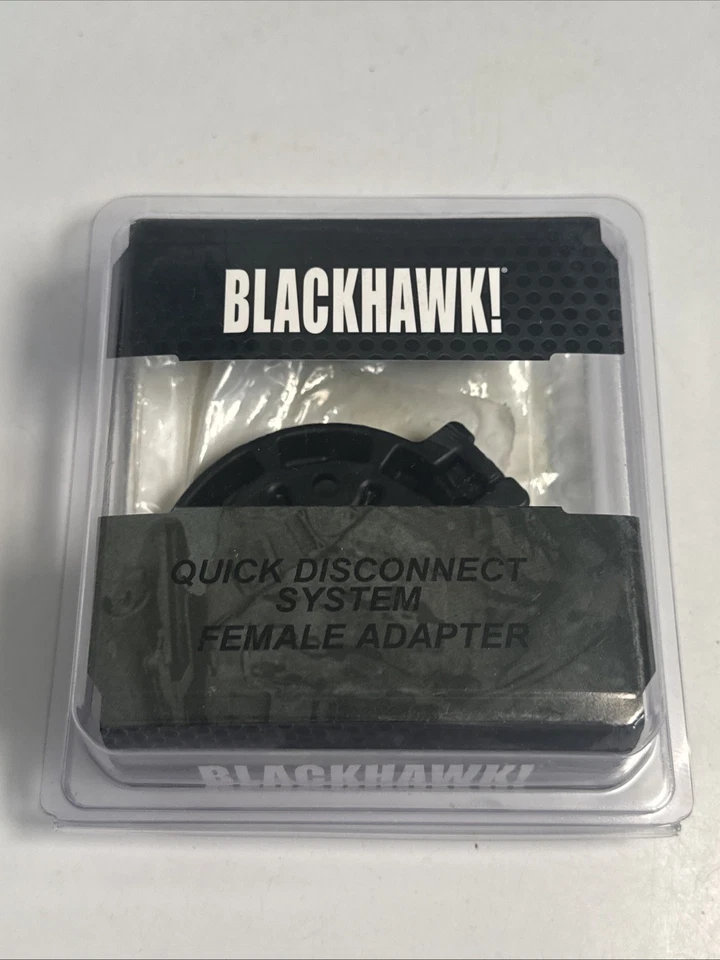 BLACKHAWK!
QUICK DISCONNECT
SYSTEM
FEMALE ADAPTER
BLACKHAWK!